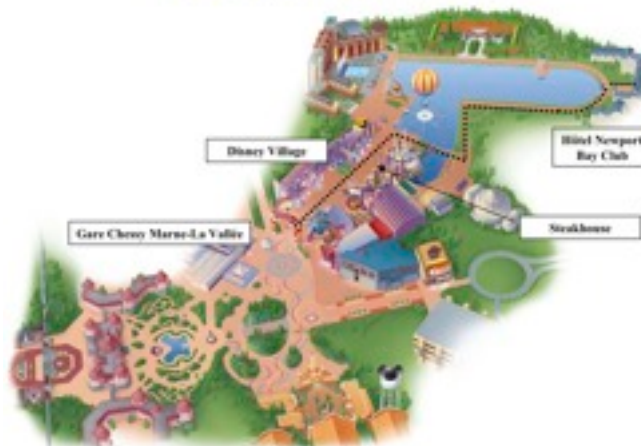 Disney Village
Hôtel Newport
Bay Club
Steakhouse
Gare Chessy Marne-La Vallée